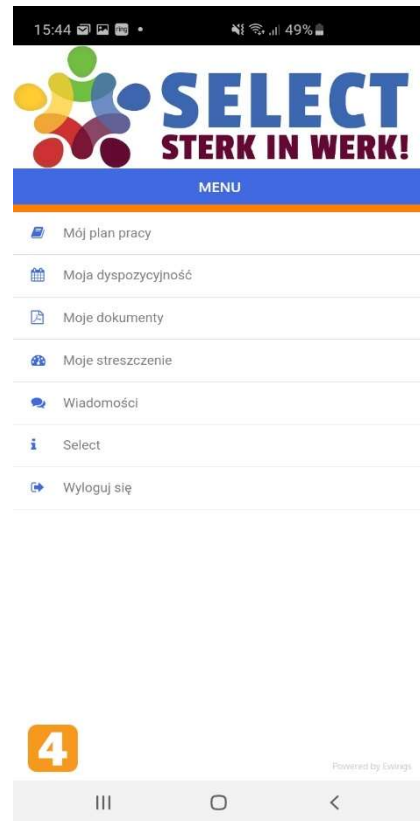 15:44 ring 49%
SELECT
STERK IN WERK!
MENU
Mój plan pracy
Moja dyspozycyjność
Moje dokumenty
Moje streszczenie
Wiadomości
Select
Wyloguj się
4
Powered by Ewings